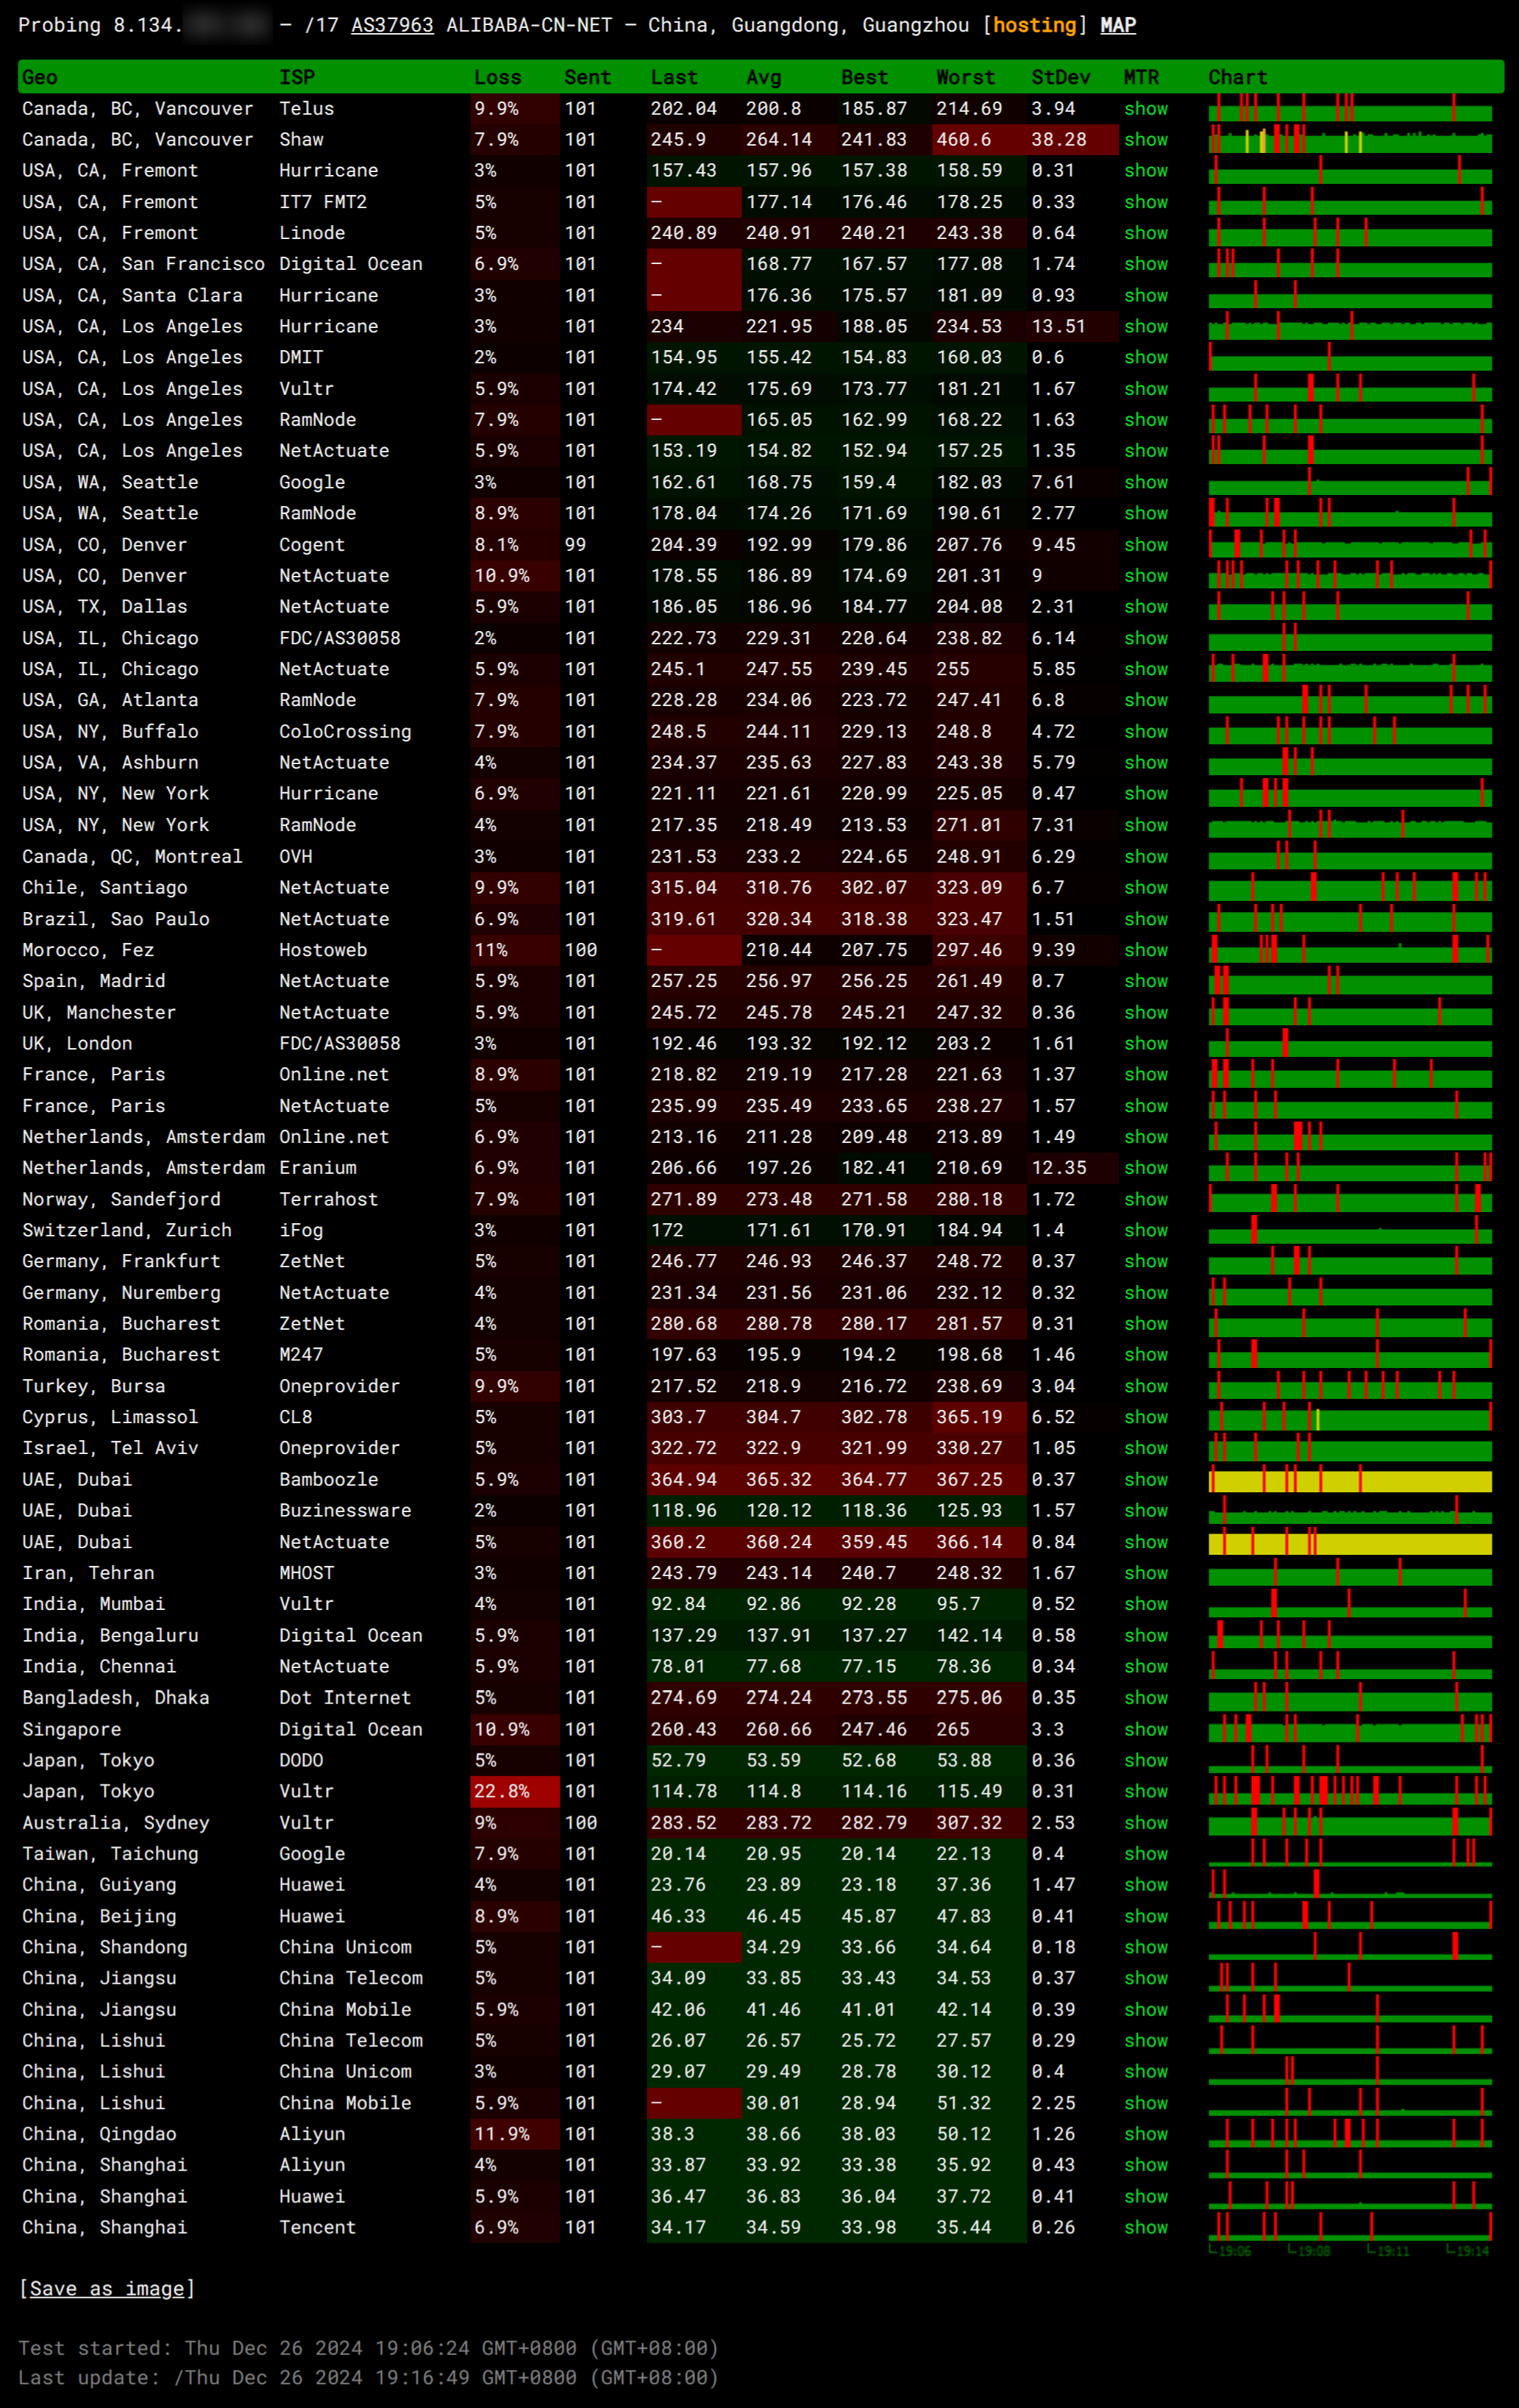 Probing 8.134. – /17 AS37963 ALIBABA-CN-NET – China, Guangdong, Guangzhou [hosting] MAP
Geo ISP Loss Sent Last Avg Best Worst StDev MTR Chart
Canada, BC, Vancouver Telus 9.9% 101 202.04 200.8 185.87 214.69 3.94 show
Canada, BC, Vancouver Shaw 7.9% 101 245.9 264.14 241.83 460.6 38.28 show
USA, CA, Fremont Hurricane 3% 101 157.43 157.96 157.38 158.59 0.31 show
USA, CA, Fremont IT7 FMT2 5% 101 – 177.14 176.46 178.25 0.33 show
USA, CA, Fremont Linode 5% 101 240.89 240.91 240.21 243.38 0.64 show
USA, CA, San Francisco Digital Ocean 6.9% 101 – 168.77 167.57 177.08 1.74 show
USA, CA, Santa Clara Hurricane 3% 101 – 176.36 175.57 181.09 0.93 show
USA, CA, Los Angeles Hurricane 3% 101 234 221.95 188.05 234.53 13.51 show
USA, CA, Los Angeles DMIT 2% 101 154.95 155.42 154.83 160.03 0.6 show
USA, CA, Los Angeles Vultr 5.9% 101 174.42 175.69 173.77 181.21 1.67 show
USA, CA, Los Angeles RamNode 7.9% 101 – 165.05 162.99 168.22 1.63 show
USA, CA, Los Angeles NetActuate 5.9% 101 153.19 154.82 152.94 157.25 1.35 show
USA, WA, Seattle Google 3% 101 162.61 168.75 159.4 182.03 7.61 show
USA, WA, Seattle RamNode 8.9% 101 178.04 174.26 171.69 190.61 2.77 show
USA, CO, Denver Cogent 8.1% 99 204.39 192.99 179.86 207.76 9.45 show
USA, CO, Denver NetActuate 10.9% 101 178.55 186.89 174.69 201.31 9 show
USA, TX, Dallas NetActuate 5.9% 101 186.05 186.96 184.77 204.08 2.31 show
USA, IL, Chicago FDC/AS30058 2% 101 222.73 229.31 220.64 238.82 6.14 show
USA, IL, Chicago NetActuate 5.9% 101 245.1 247.55 239.45 255 5.85 show
USA, GA, Atlanta RamNode 7.9% 101 228.28 234.06 223.72 247.41 6.8 show
USA, NY, Buffalo ColoCrossing 7.9% 101 248.5 244.11 229.13 248.8 4.72 show
USA, VA, Ashburn NetActuate 4% 101 234.37 235.63 227.83 243.38 5.79 show
USA, NY, New York Hurricane 6.9% 101 221.11 221.61 220.99 225.05 0.47 show
USA, NY, New York RamNode 4% 101 217.35 218.49 213.53 271.01 7.31 show
Canada, QC, Montreal OVH 3% 101 231.53 233.2 224.65 248.91 6.29 show
Chile, Santiago NetActuate 9.9% 101 315.04 310.76 302.07 323.09 6.7 show
Brazil, Sao Paulo NetActuate 6.9% 101 319.61 320.34 318.38 323.47 1.51 show
Morocco, Fez Hostoweb 11% 100 – 210.44 207.75 297.46 9.39 show
Spain, Madrid NetActuate 5.9% 101 257.25 256.97 256.25 261.49 0.7 show
UK, Manchester NetActuate 5.9% 101 245.72 245.78 245.21 247.32 0.36 show
UK, London FDC/AS30058 3% 101 192.46 193.32 192.12 203.2 1.61 show
France, Paris Online.net 8.9% 101 218.82 219.19 217.28 221.63 1.37 show
France, Paris NetActuate 5% 101 235.99 235.49 233.65 238.27 1.57 show
Netherlands, Amsterdam Online.net 6.9% 101 213.16 211.28 209.48 213.89 1.49 show
Netherlands, Amsterdam Eranium 6.9% 101 206.66 197.26 182.41 210.69 12.35 show
Norway, Sandefjord Terrahost 7.9% 101 271.89 273.48 271.58 280.18 1.72 show
Switzerland, Zurich iFog 3% 101 172 171.61 170.91 184.94 1.4 show
Germany, Frankfurt ZetNet 5% 101 246.77 246.93 246.37 248.72 0.37 show
Germany, Nuremberg NetActuate 4% 101 231.34 231.56 231.06 232.12 0.32 show
Romania, Bucharest ZetNet 4% 101 280.68 280.78 280.17 281.57 0.31 show
Romania, Bucharest M247 5% 101 197.63 195.9 194.2 198.68 1.46 show
Turkey, Bursa Oneprovider 9.9% 101 217.52 218.9 216.72 238.69 3.04 show
Cyprus, Limassol CL8 5% 101 303.7 304.7 302.78 365.19 6.52 show
Israel, Tel Aviv Oneprovider 5% 101 322.72 322.9 321.99 330.27 1.05 show
UAE, Dubai Bamboozle 5.9% 101 364.94 365.32 364.77 367.25 0.37 show
UAE, Dubai Buzinessware 2% 101 118.96 120.12 118.36 125.93 1.57 show
UAE, Dubai NetActuate 5% 101 360.2 360.24 359.45 366.14 0.84 show
Iran, Tehran MHOST 3% 101 243.79 243.14 240.7 248.32 1.67 show
India, Mumbai Vultr 4% 101 92.84 92.86 92.28 95.7 0.52 show
India, Bengaluru Digital Ocean 5.9% 101 137.29 137.91 137.27 142.14 0.58 show
India, Chennai NetActuate 5.9% 101 78.01 77.68 77.15 78.36 0.34 show
Bangladesh, Dhaka Dot Internet 5% 101 274.69 274.24 273.55 275.06 0.35 show
Singapore Digital Ocean 10.9% 101 260.43 260.66 247.46 265 3.3 show
Japan, Tokyo DODO 5% 101 52.79 53.59 52.68 53.88 0.36 show
Japan, Tokyo Vultr 22.8% 101 114.78 114.8 114.16 115.49 0.31 show
Australia, Sydney Vultr 9% 100 283.52 283.72 282.79 307.32 2.53 show
Taiwan, Taichung Google 7.9% 101 20.14 20.95 20.14 22.13 0.4 show
China, Guiyang Huawei 4% 101 23.76 23.89 23.18 37.36 1.47 show
China, Beijing Huawei 8.9% 101 46.33 46.45 45.87 47.83 0.41 show
China, Shandong China Unicom 5% 101 – 34.29 33.66 34.64 0.18 show
China, Jiangsu China Telecom 5% 101 34.09 33.85 33.43 34.53 0.37 show
China, Jiangsu China Mobile 5.9% 101 42.06 41.46 41.01 42.14 0.39 show
China, Lishui China Telecom 5% 101 26.07 26.57 25.72 27.57 0.29 show
China, Lishui China Unicom 3% 101 29.07 29.49 28.78 30.12 0.4 show
China, Lishui China Mobile 5.9% 101 – 30.01 28.94 51.32 2.25 show
China, Qingdao Aliyun 11.9% 101 38.3 38.66 38.03 50.12 1.26 show
China, Shanghai Aliyun 4% 101 33.87 33.92 33.38 35.92 0.43 show
China, Shanghai Huawei 5.9% 101 36.47 36.83 36.04 37.72 0.41 show
China, Shanghai Tencent 6.9% 101 34.17 34.59 33.98 35.44 0.26 show
19:06 19:08 19:11 19:14
[Save as image]
Test started: Thu Dec 26 2024 19:06:24 GMT+0800 (GMT+08:00)
Last update: /Thu Dec 26 2024 19:16:49 GMT+0800 (GMT+08:00)